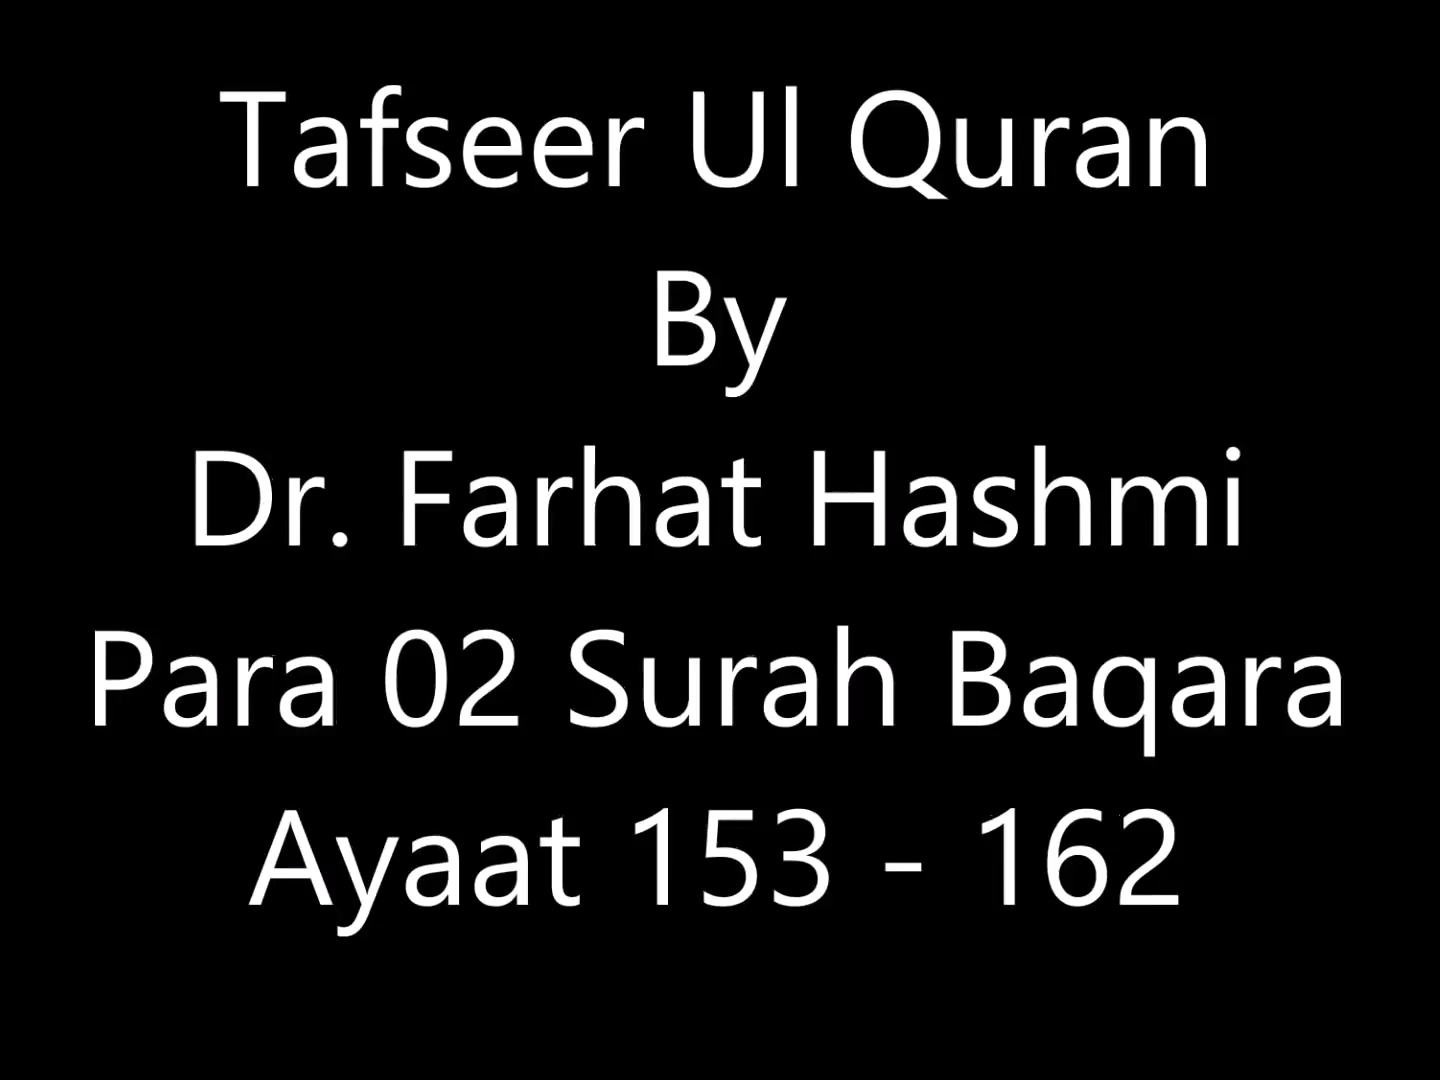 Tafseer Ul Quran
By
Dr. Farhat Hashmi
Para 02 Surah Baqara
Ayaat 153 - 162